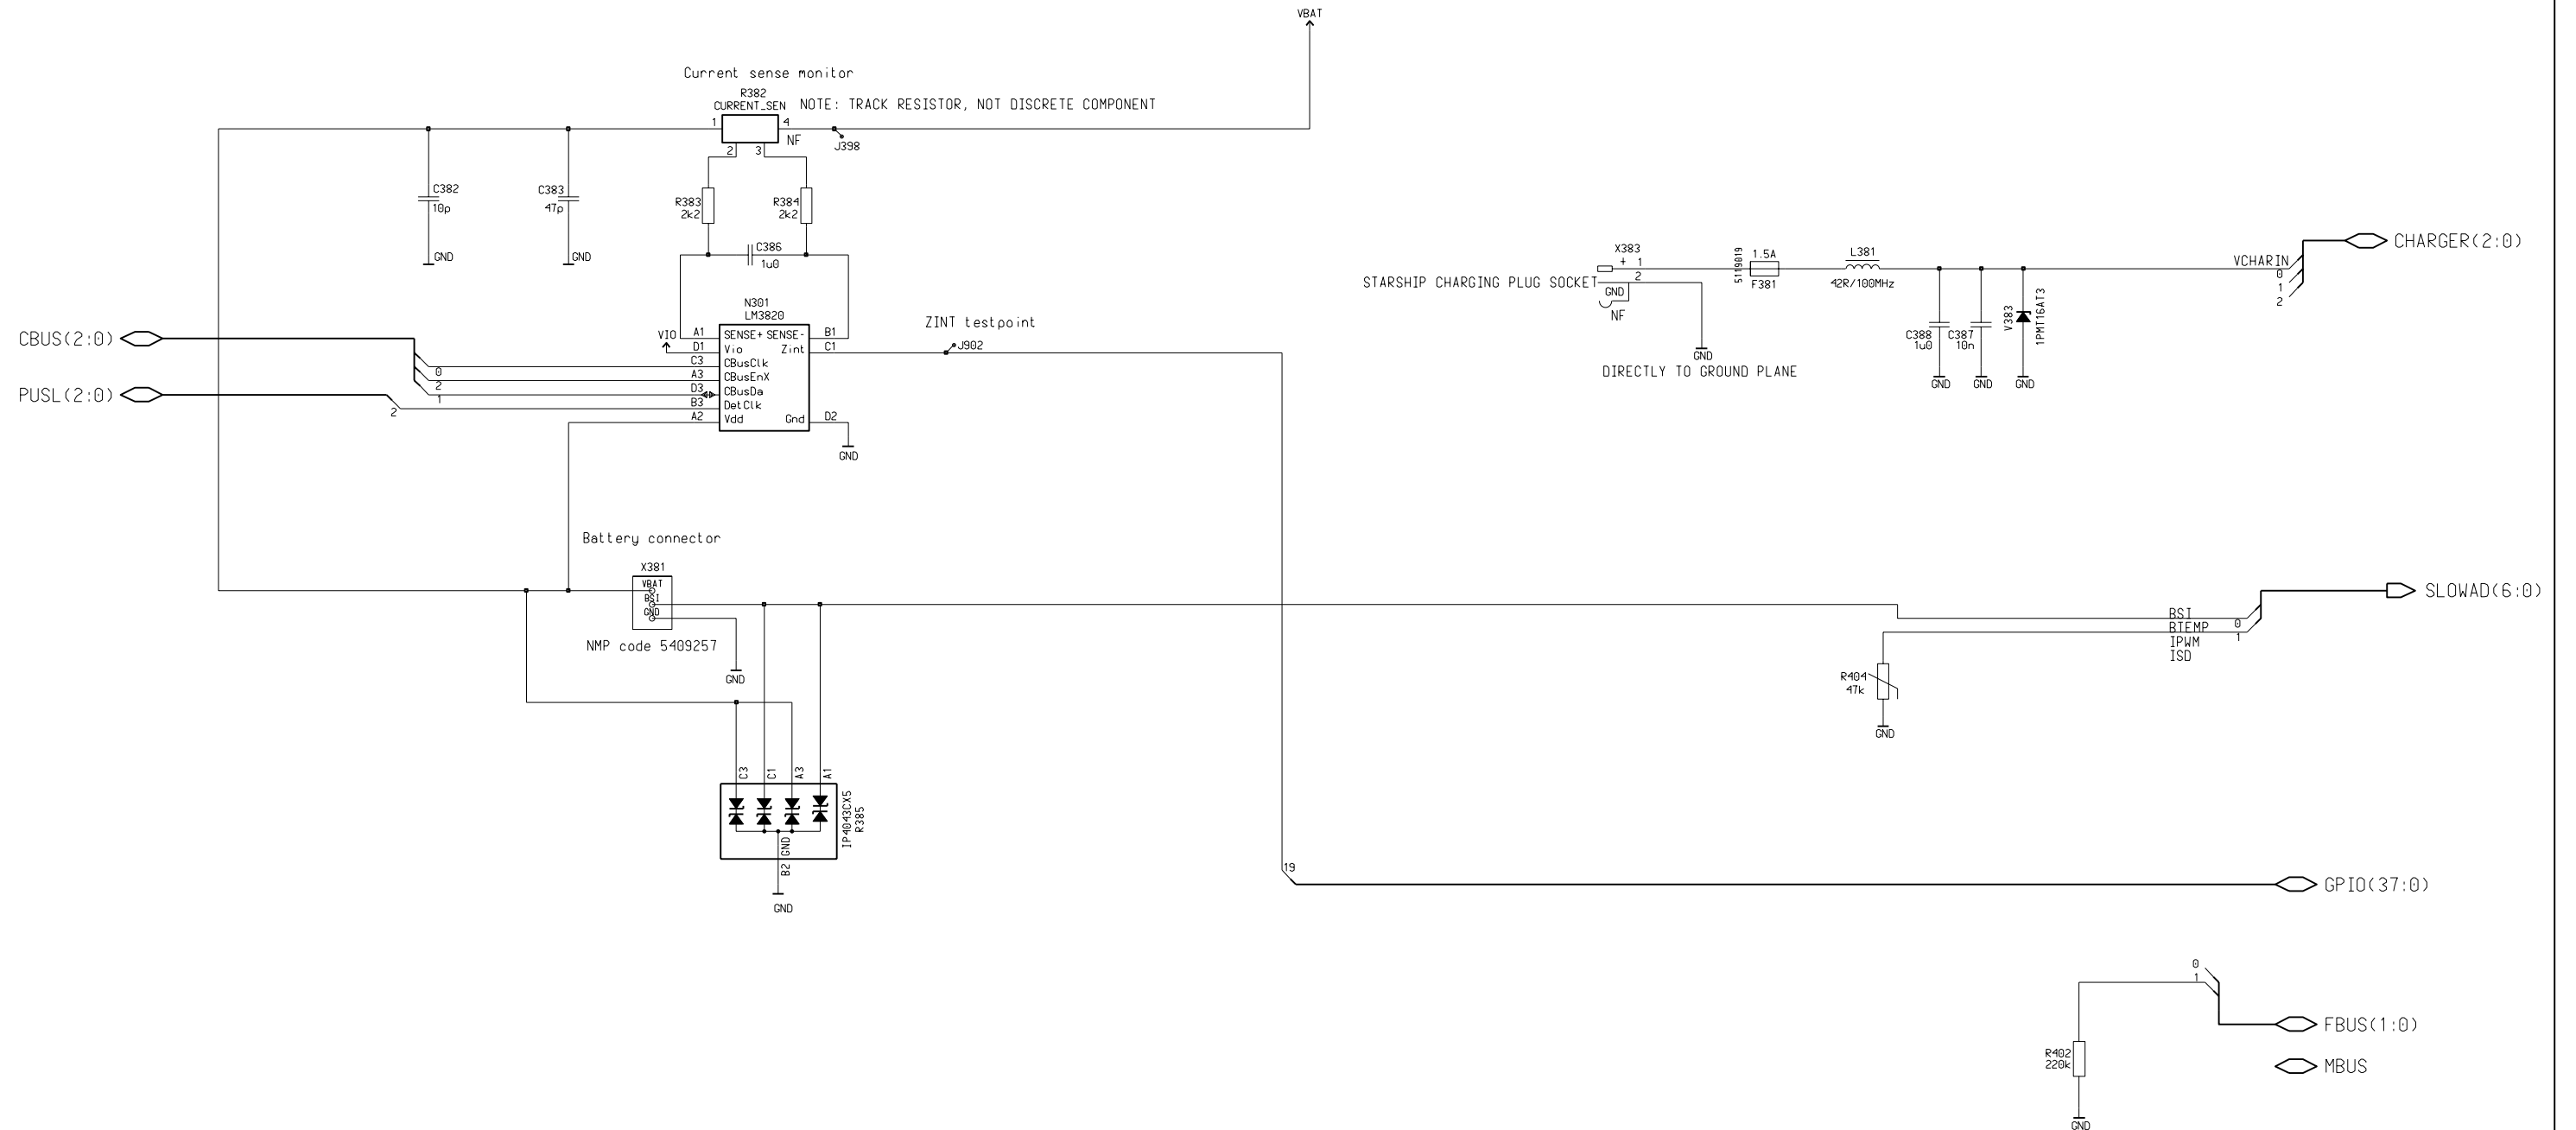 VBAT
Current sense monitor
R382
CURRENT_SEN
NOTE: TRACK RESISTOR, NOT DISCRETE COMPONENT
1
4
NF
J398
2
3
C382
10p
GND
C383
47p
GND
R383
2k2
R384
2k2
C386
1u0
N301
LM3820
VIO
A1
SENSE+
SENSE-
B1
D1
Vio
Zint
C1
C3
CBusClk
A3
CBusEnX
D3
CBusDa
B3
DetClk
A2
Vdd
Gnd
D2
GND
CBUS(2:0)
0
2
1
PUSL(2:0)
2
ZINT testpoint
J902
STARSHIP CHARGING PLUG SOCKET
X383
+
1
2
GND
NF
GND
DIRECTLY TO GROUND PLANE
5119019
1.5A
F381
L381
42R/100MHz
C388
1u0
GND
C387
10n
GND
V383
1PMT16AT3
GND
VCHARIN
0
1
2
CHARGER(2:0)
Battery connector
X381
VBAT
BSI
GND
NMP code 5409257
GND
C3
C1
A3
A1
IP4043CX5
R385
GND
B2
GND
BSI
BTEMP
IPWM
ISD
0
1
SLOWAD(6:0)
R404
47k
GND
19
GPIO(37:0)
0
1
FBUS(1:0)
R402
220k
GND
MBUS